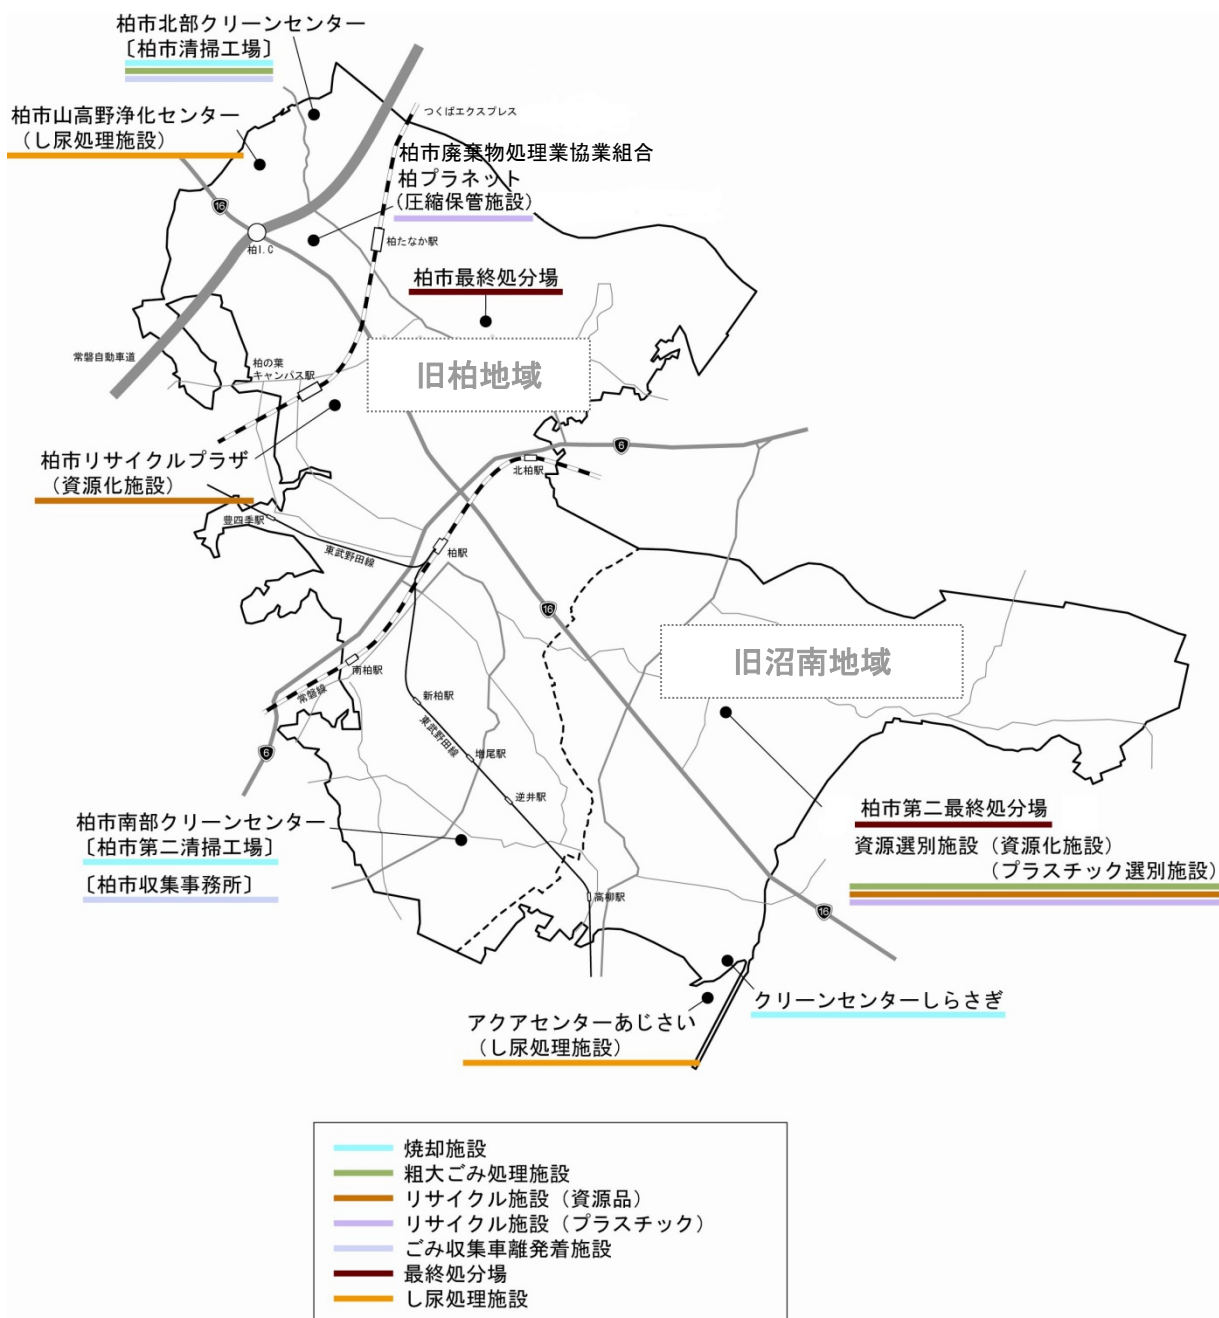 柏市北部クリーンセンター
〔柏市清掃工場〕
つくばエクスプレス
柏市山高野浄化センター
（し尿処理施設）
柏市廃棄物処理業協業組合
柏プラネット
（圧縮保管施設）
16
柏I.C
柏たなか駅
柏市最終処分場
常磐自動車道
柏の葉
キャンパス駅
旧柏地域
柏市リサイクルプラザ
（資源化施設）
6
北柏駅
豊四季駅
東武野田線
柏駅
16
旧沼南地域
南柏駅
常磐線
新柏駅
東武野田線
増尾駅
6
逆井駅
柏市南部クリーンセンター
〔柏市第二清掃工場〕
〔柏市収集事務所〕
柏市第二最終処分場
資源選別施設（資源化施設）
（プラスチック選別施設）
高柳駅
16
クリーンセンターしらさぎ
アクアセンターあじさい
（し尿処理施設）
焼却施設
粗大ごみ処理施設
リサイクル施設（資源品）
リサイクル施設（プラスチック）
ごみ収集車離発着施設
最終処分場
し尿処理施設